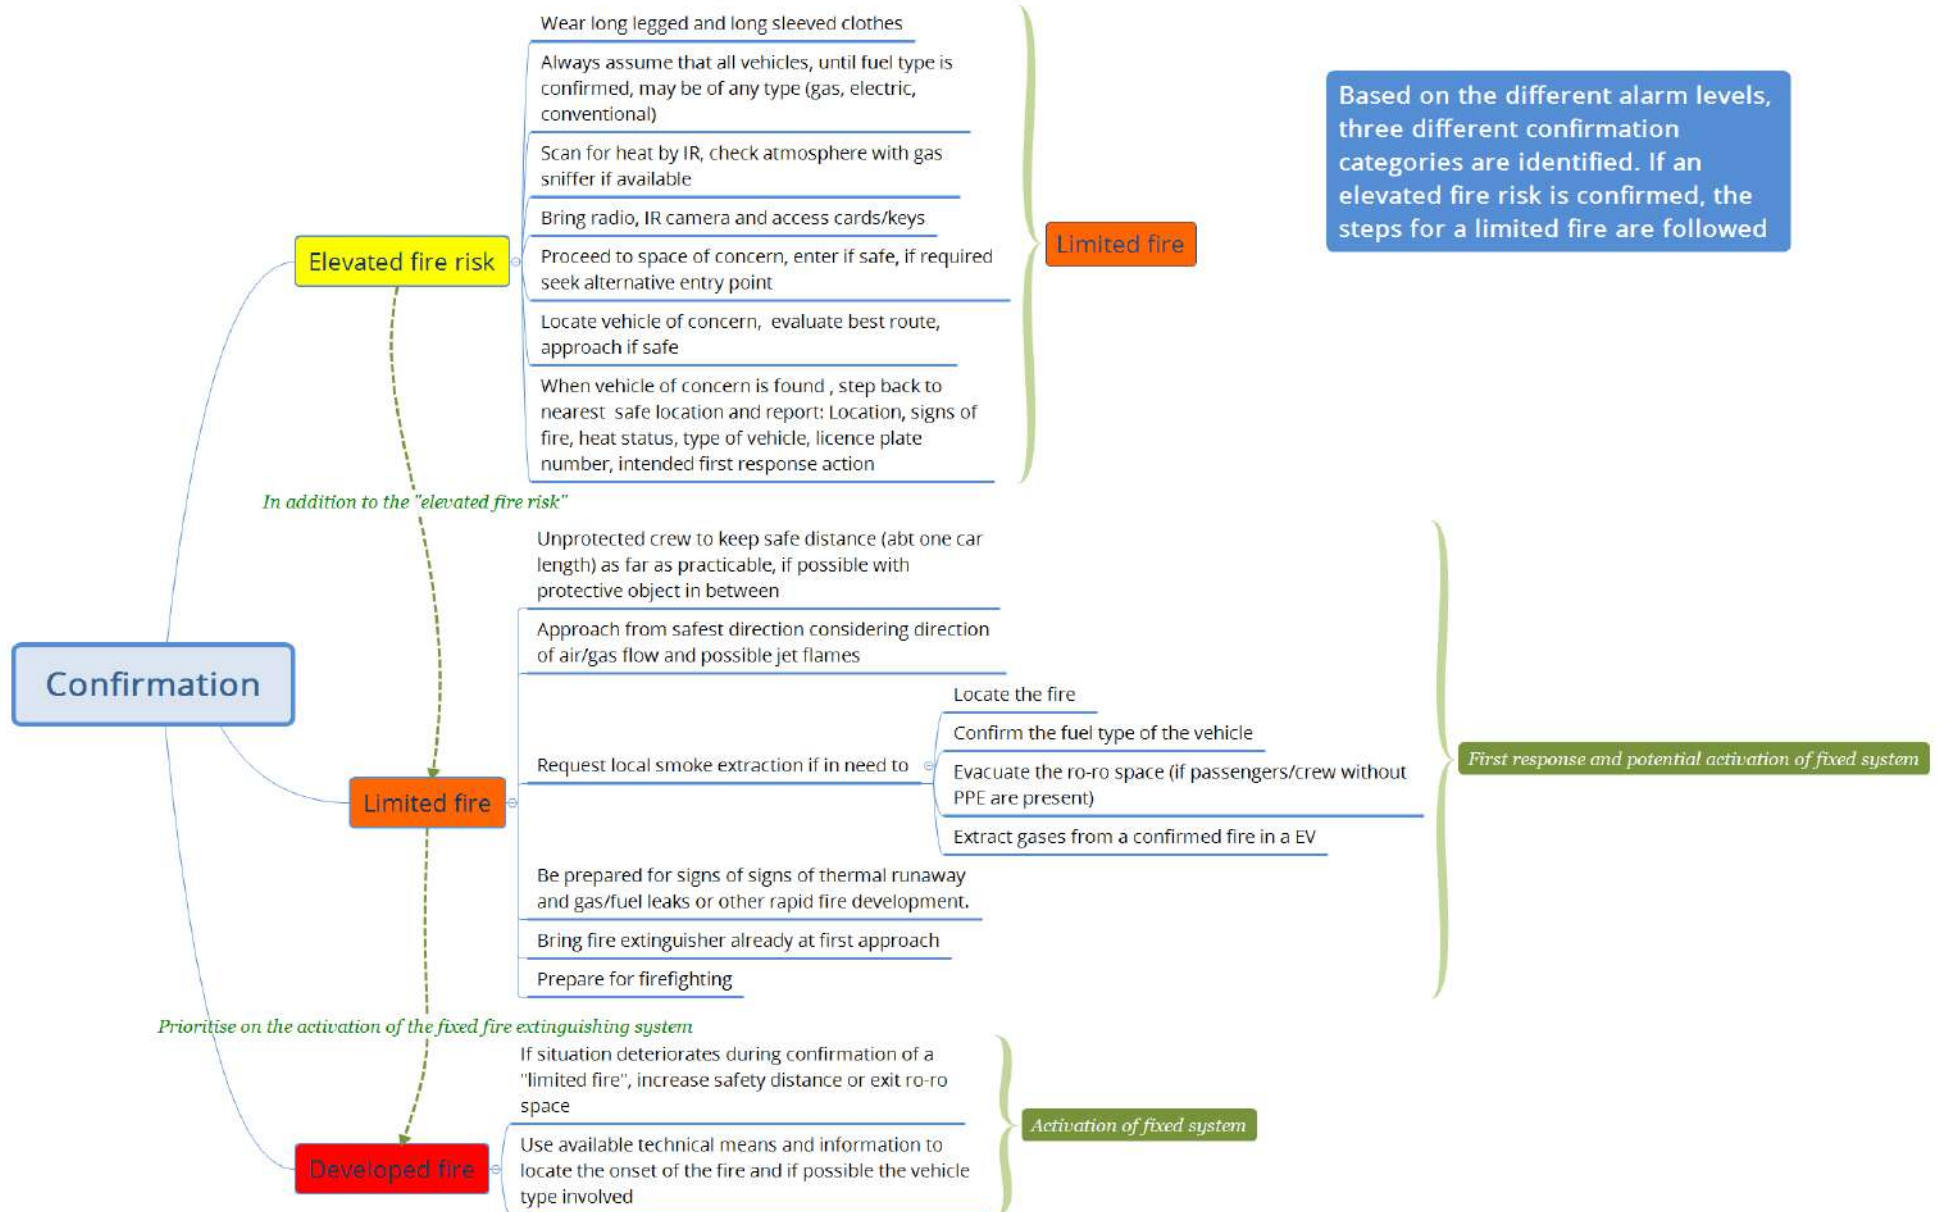 Wear long legged and long sleeved clothes
Always assume that all vehicles, until fuel type is
confirmed, may be of any type (gas, electric,
conventional)
Scan for heat by IR, check atmosphere with gas
sniffer if available
Bring radio, IR camera and access cards/keys
Elevated fire risk
Proceed to space of concern, enter if safe, if required
seek alternative entry point
Locate vehicle of concern,  evaluate best route,
approach if safe
When vehicle of concern is found , step back to
nearest  safe location and report: Location, signs of
fire, heat status, type of vehicle, licence plate
number, intended first response action
Limited fire
Based on the different alarm levels,
three different confirmation
categories are identified. If an
elevated fire risk is confirmed, the
steps for a limited fire are followed
In addition to the "elevated fire risk"
Unprotected crew to keep safe distance (abt one car
length) as far as practicable, if possible with
protective object in between
Approach from safest direction considering direction
of air/gas flow and possible jet flames
Confirmation
Limited fire
Request local smoke extraction if in need to
Locate the fire
Confirm the fuel type of the vehicle
Evacuate the ro-ro space (if passengers/crew without
PPE are present)
Extract gases from a confirmed fire in a EV
Be prepared for signs of signs of thermal runaway
and gas/fuel leaks or other rapid fire development.
Bring fire extinguisher already at first approach
Prepare for firefighting
First response and potential activation of fixed system
Prioritise on the activation of the fixed fire extinguishing system
Developed fire
If situation deteriorates during confirmation of a
"limited fire", increase safety distance or exit ro-ro
space
Use available technical means and information to
locate the onset of the fire and if possible the vehicle
type involved
Activation of fixed system